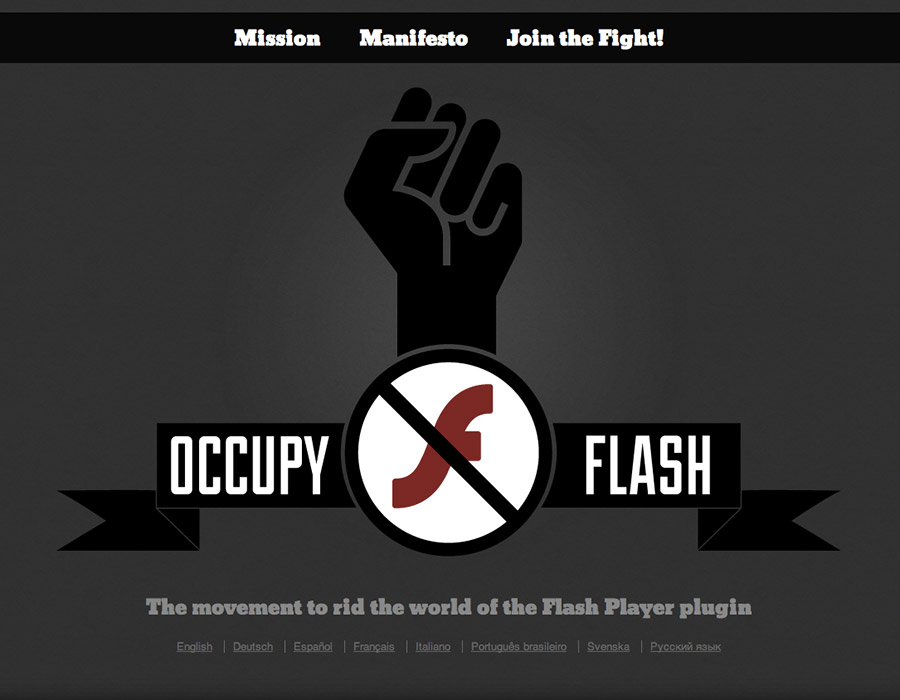 Mission Manifesto Join the Fight!
OCCUPY FLASH
The movement to rid the world of the Flash Player plugin
English | Deutsch | Español | Français | Italiano | Português brasileiro | Svenska | Русский язык